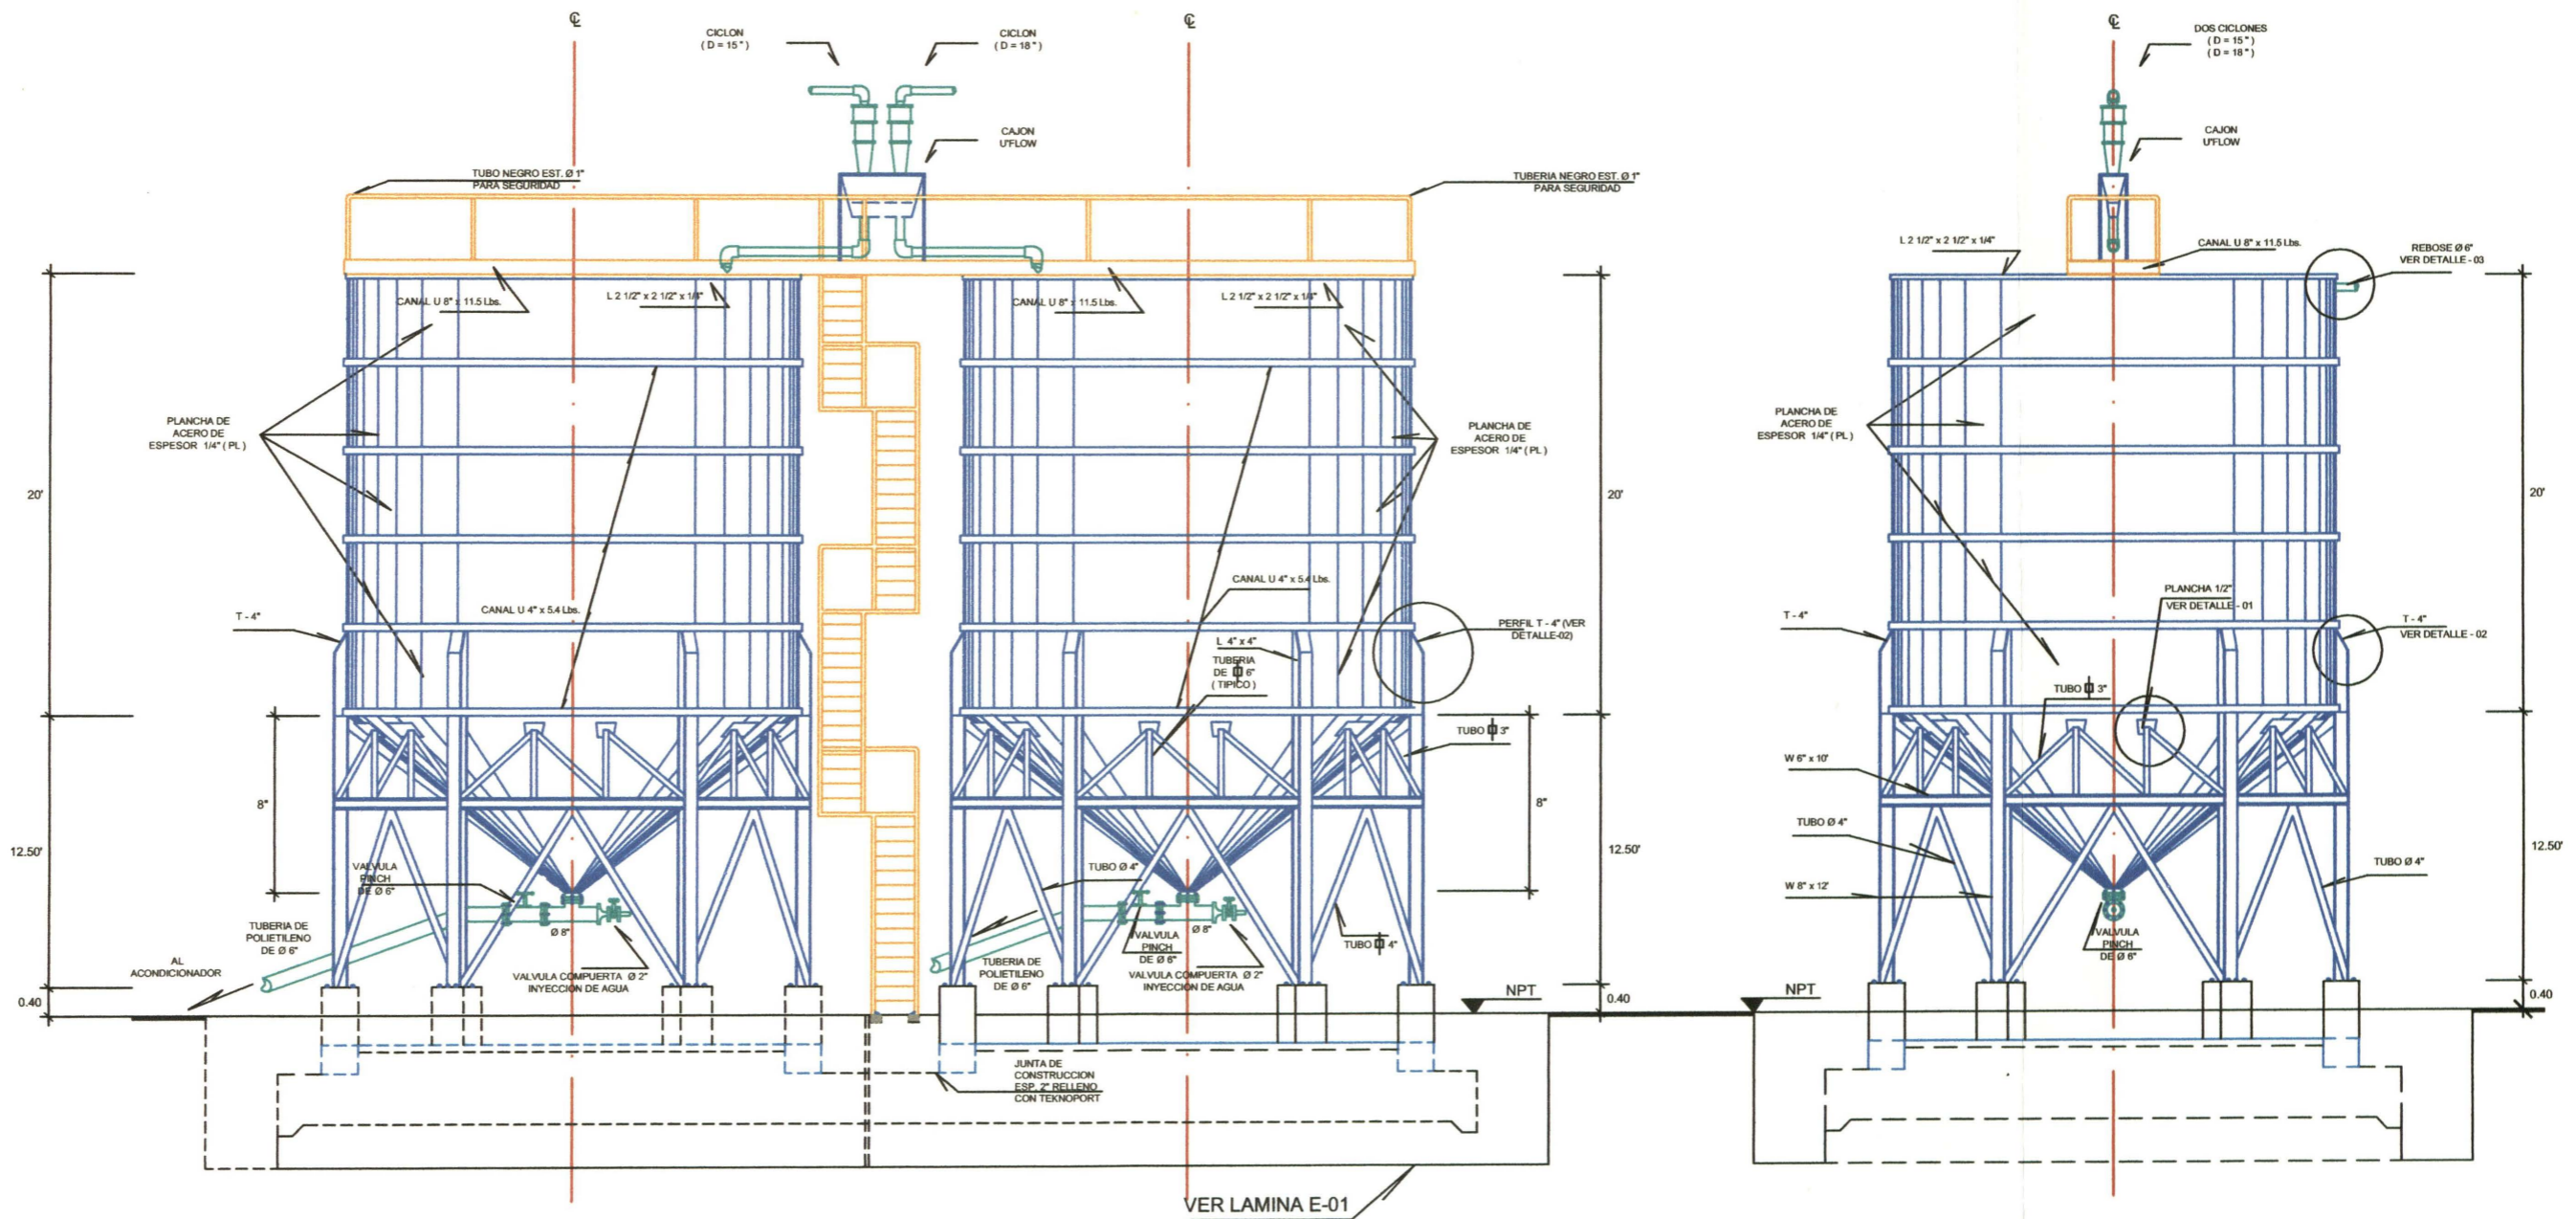 ℄
℄
℄
CICLON
( D = 15" )
CICLON
( D = 18" )
DOS CICLONES
( D = 15" )
( D = 18" )
CAJON
U'FLOW
CAJON
U'FLOW
TUBO NEGRO EST. Ø 1"
PARA SEGURIDAD
TUBERIA NEGRO EST. Ø 1"
PARA SEGURIDAD
L 2 1/2" x 2 1/2" x 1/4"
CANAL U 8" x 11.5 Lbs.
REBOSE Ø 6"
VER DETALLE - 03
CANAL U 8" x 11.5 Lbs.
L 2 1/2" x 2 1/2" x 1/4"
CANAL U 8" x 11.5 Lbs.
L 2 1/2" x 2 1/2" x 1/4"
PLANCHA DE
ACERO DE
ESPESOR 1/4" ( PL )
PLANCHA DE
ACERO DE
ESPESOR 1/4" ( PL )
PLANCHA DE
ACERO DE
ESPESOR 1/4" ( PL )
20'
20'
20'
CANAL U 4" x 5.4 Lbs.
CANAL U 4" x 5.4 Lbs.
T - 4"
PERFIL T - 4" (VER
DETALLE-02)
L 4" x 4"
TUBERIA
DE 6"
( TIPICO )
PLANCHA 1/2"
VER DETALLE - 01
T - 4"
T - 4"
VER DETALLE - 02
TUBO 3"
TUBO 3"
W 6" x 10'
8"
8"
12.50'
12.50'
12.50'
TUBO Ø 4"
TUBO Ø 4"
TUBO Ø 4"
W 8" x 12'
VALVULA
PINCH
DE Ø 6"
TUBERIA DE
POLIETILENO
DE Ø 6"
Ø 8"
VALVULA COMPUERTA Ø 2"
INYECCION DE AGUA
AL
ACONDICIONADOR
TUBERIA DE
POLIETILENO
DE Ø 6"
VALVULA
PINCH
DE Ø 6"
Ø 8"
VALVULA COMPUERTA Ø 2"
INYECCION DE AGUA
TUBO 4"
VALVULA
PINCH
DE Ø 6"
0.40
0.40
0.40
NPT
NPT
JUNTA DE
CONSTRUCCION
ESP. 2" RELLENO
CON TEKNOPORT
VER LAMINA E-01